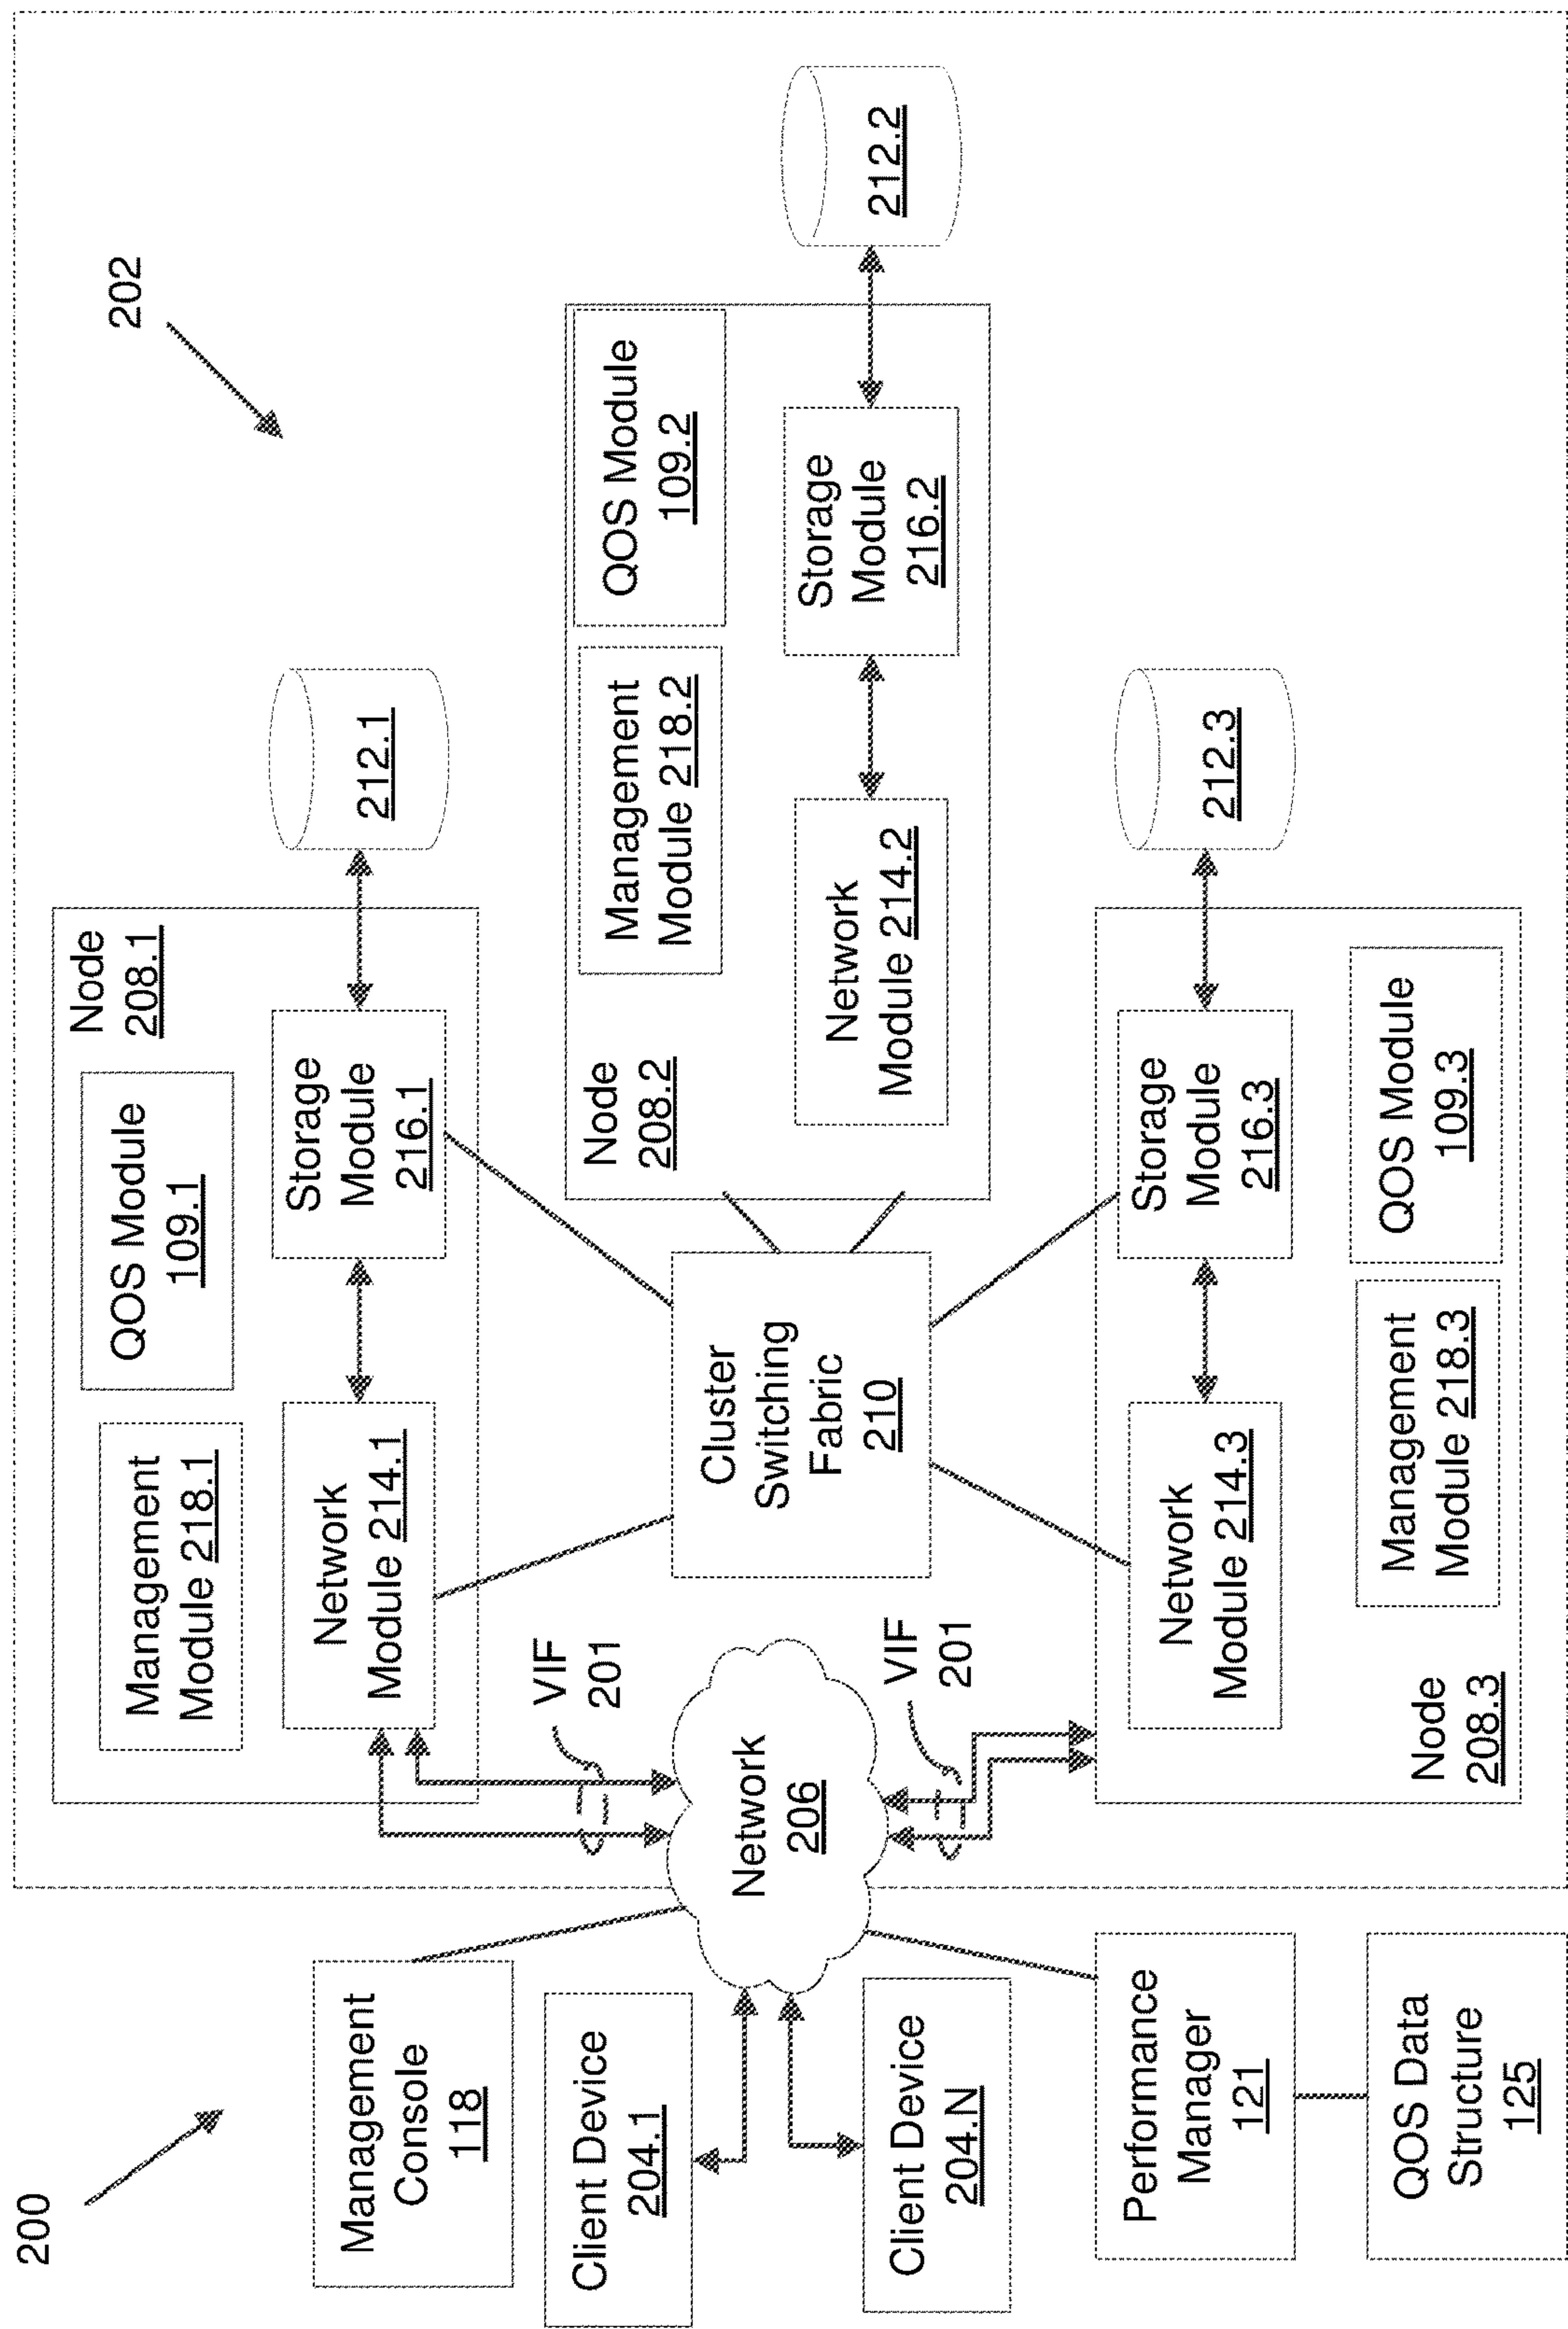 200
202
Management
Console
118
Client Device
204.1
Client Device
204.N
Performance
Manager
121
QOS Data
Structure
125
Network
206
VIF
201
VIF
201
Node
208.1
Management
Module 218.1
QOS Module
109.1
Network
Module 214.1
Storage
Module
216.1
212.1
Cluster
Switching
Fabric
210
Node
208.2
Management
Module 218.2
QOS Module
109.2
Network
Module 214.2
Storage
Module
216.2
212.2
Network
Module 214.3
Storage
Module
216.3
212.3
Node
208.3
Management
Module 218.3
QOS Module
109.3